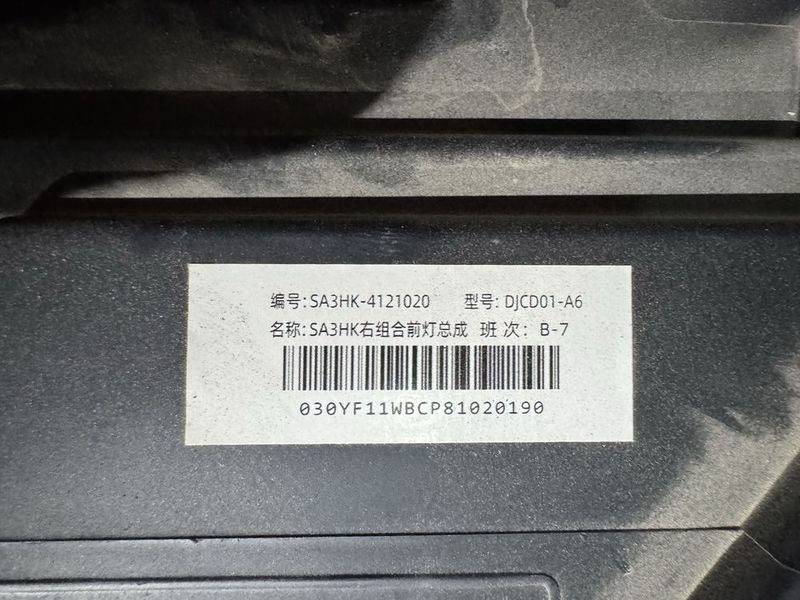 编号: SA3HK-4121020 型号: DJCD01-A6
名称: SA3HK右组合前灯总成 班 次: B-7
030YF11WBCP81020190